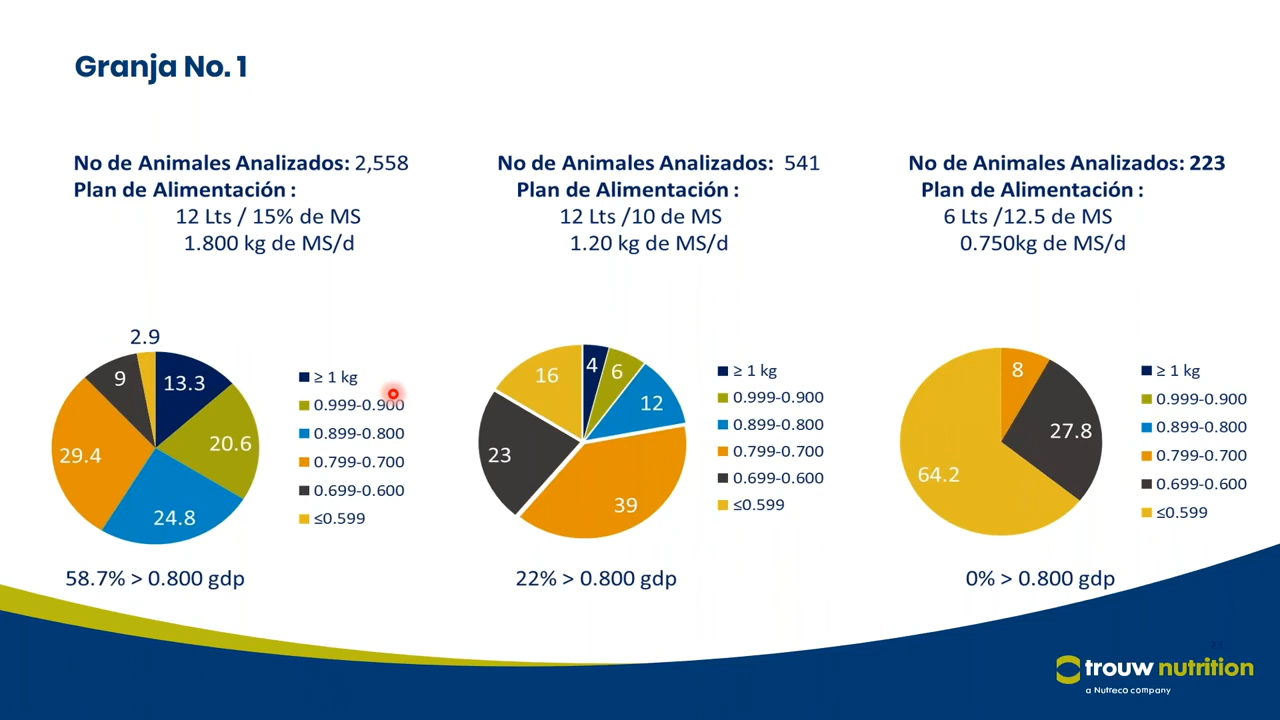 Granja No. 1
No de Animales Analizados: 2,558
Plan de Alimentación :
12 Lts / 15% de MS
1.800 kg de MS/d
2.9
9
13.3
29.4
20.6
24.8
≥ 1 kg
0.999-0.900
0.899-0.800
0.799-0.700
0.699-0.600
≤0.599
58.7% > 0.800 gdp
No de Animales Analizados: 541
Plan de Alimentación :
12 Lts /10 de MS
1.20 kg de MS/d
16
4
6
12
23
39
≥ 1 kg
0.999-0.900
0.899-0.800
0.799-0.700
0.699-0.600
≤0.599
22% > 0.800 gdp
No de Animales Analizados: 223
Plan de Alimentación :
6 Lts /12.5 de MS
0.750kg de MS/d
8
27.8
64.2
≥ 1 kg
0.999-0.900
0.899-0.800
0.799-0.700
0.699-0.600
≤0.599
0% > 0.800 gdp
trouw nutrition
a Nutreco company